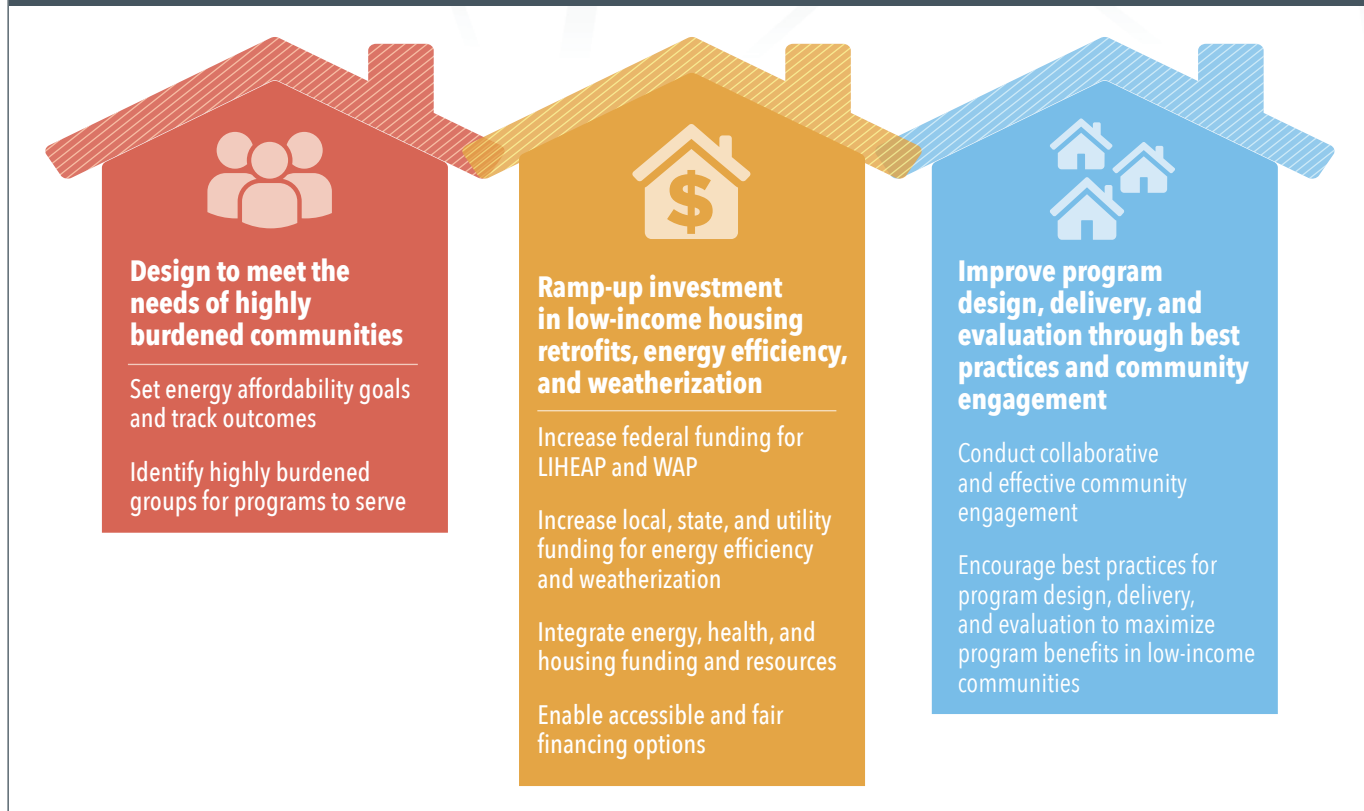 Design to meet the
needs of highly
burdened communities
Set energy affordability goals
and track outcomes
Identify highly burdened
groups for programs to serve
$
Ramp-up investment
in low-income housing
retrofits, energy efficiency,
and weatherization
Increase federal funding for
LIHEAP and WAP
Increase local, state, and utility
funding for energy efficiency
and weatherization
Integrate energy, health, and
housing funding and resources
Enable accessible and fair
financing options
Improve program
design, delivery, and
evaluation through best
practices and community
engagement
Conduct collaborative
and effective community
engagement
Encourage best practices for
program design, delivery,
and evaluation to maximize
program benefits in low-income
communities